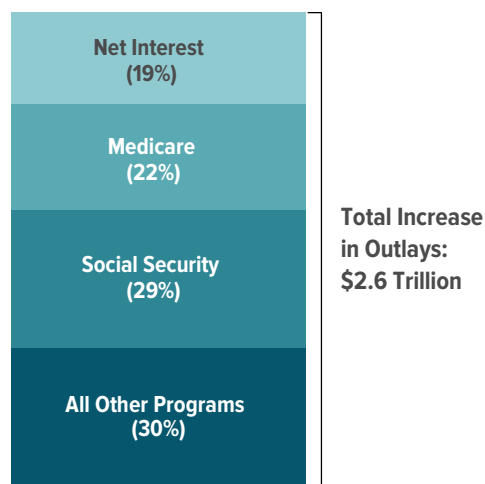 Net Interest
(19%)
Medicare
(22%)
Social Security
(29%)
All Other Programs
(30%)
Total Increase
in Outlays:
$2.6 Trillion